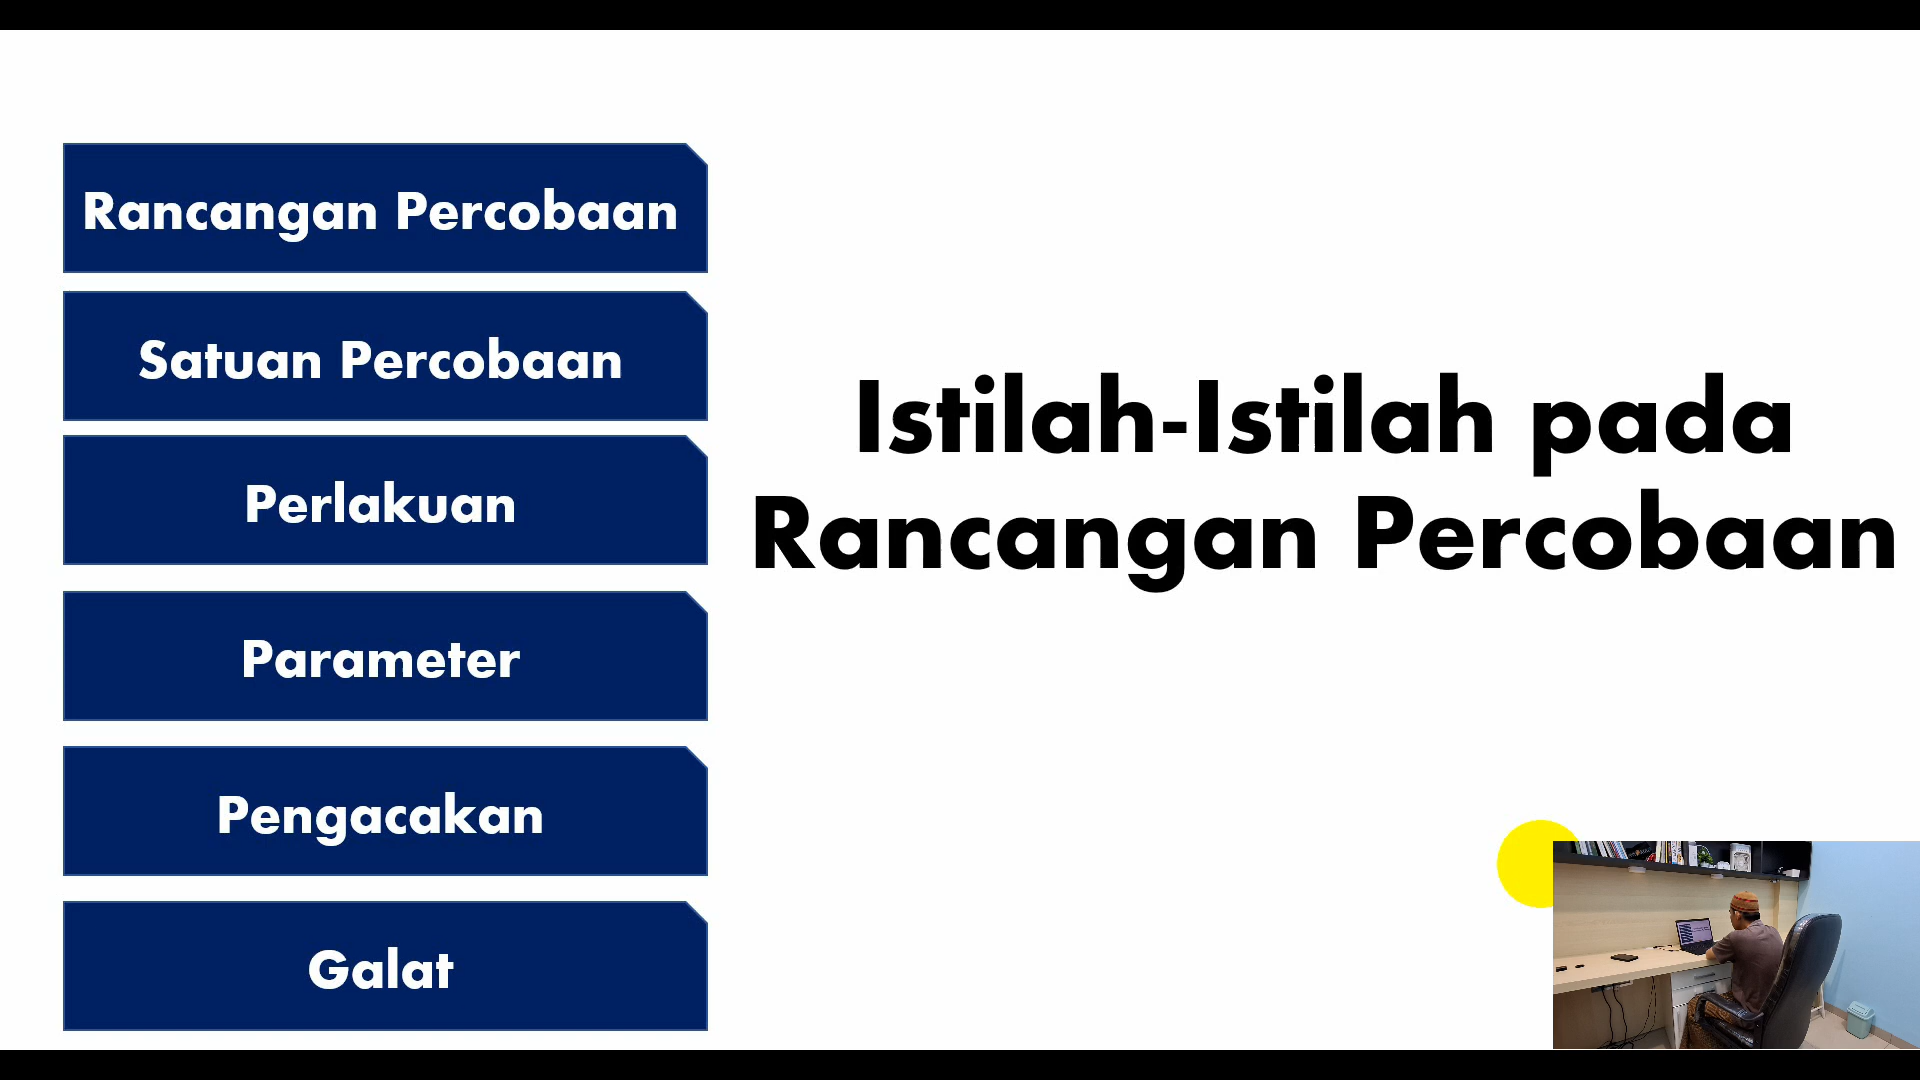 Rancangan Percobaan
Satuan Percobaan
Perlakuan
Parameter
Pengacakan
Galat
Istilah-Istilah pada
Rancangan Percobaan